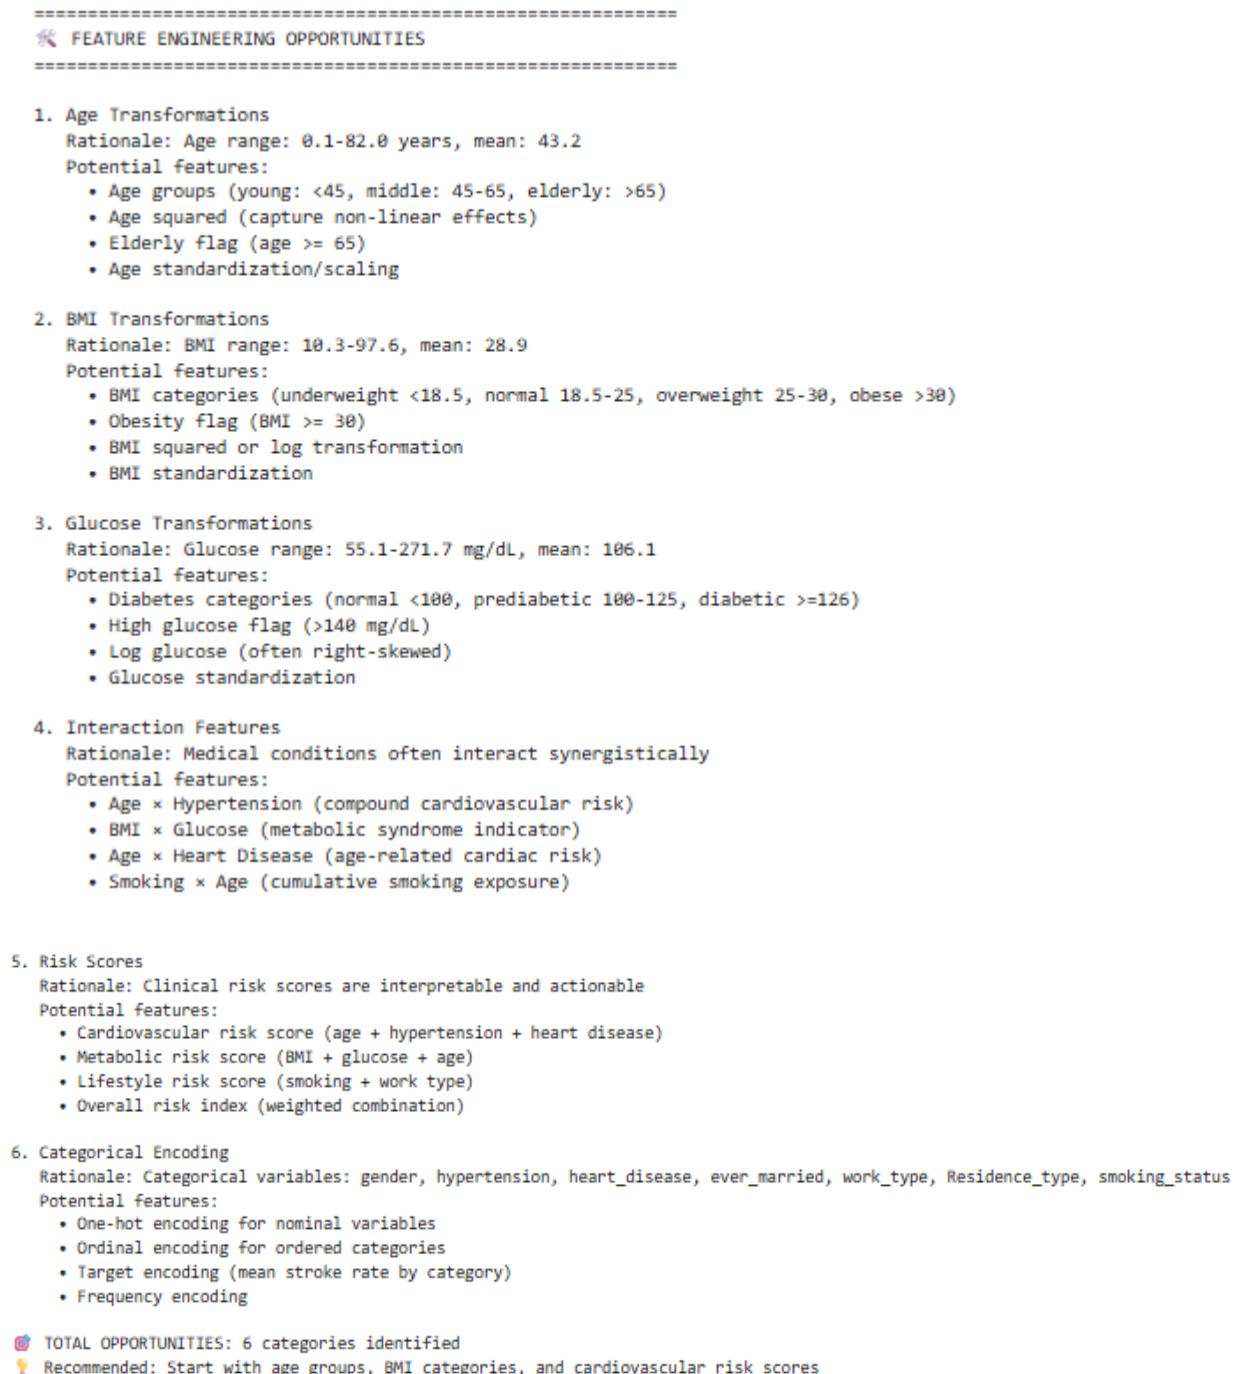 ============================================================
🛠 FEATURE ENGINEERING OPPORTUNITIES
============================================================
1. Age Transformations
Rationale: Age range: 0.1-82.0 years, mean: 43.2
Potential features:
• Age groups (young: <45, middle: 45-65, elderly: >65)
• Age squared (capture non-linear effects)
• Elderly flag (age >= 65)
• Age standardization/scaling
2. BMI Transformations
Rationale: BMI range: 10.3-97.6, mean: 28.9
Potential features:
• BMI categories (underweight <18.5, normal 18.5-25, overweight 25-30, obese >30)
• Obesity flag (BMI >= 30)
• BMI squared or log transformation
• BMI standardization
3. Glucose Transformations
Rationale: Glucose range: 55.1-271.7 mg/dL, mean: 106.1
Potential features:
• Diabetes categories (normal <100, prediabetic 100-125, diabetic >=126)
• High glucose flag (>140 mg/dL)
• Log glucose (often right-skewed)
• Glucose standardization
4. Interaction Features
Rationale: Medical conditions often interact synergistically
Potential features:
• Age × Hypertension (compound cardiovascular risk)
• BMI × Glucose (metabolic syndrome indicator)
• Age × Heart Disease (age-related cardiac risk)
• Smoking × Age (cumulative smoking exposure)
5. Risk Scores
Rationale: Clinical risk scores are interpretable and actionable
Potential features:
• Cardiovascular risk score (age + hypertension + heart disease)
• Metabolic risk score (BMI + glucose + age)
• Lifestyle risk score (smoking + work type)
• Overall risk index (weighted combination)
6. Categorical Encoding
Rationale: Categorical variables: gender, hypertension, heart_disease, ever_married, work_type, Residence_type, smoking_status
Potential features:
• One-hot encoding for nominal variables
• Ordinal encoding for ordered categories
• Target encoding (mean stroke rate by category)
• Frequency encoding
🎯 TOTAL OPPORTUNITIES: 6 categories identified
💡 Recommended: Start with age groups, BMI categories, and cardiovascular risk scores